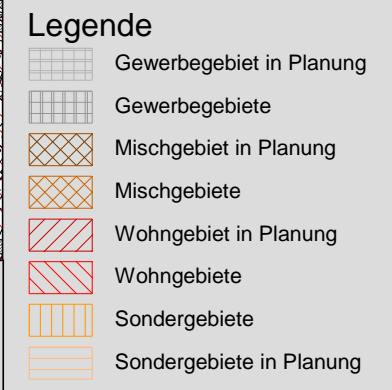 Legende
Gewerbegebiet in Planung
Gewerbegebiete
Mischgebiet in Planung
Mischgebiete
Wohngebiet in Planung
Wohngebiete
Sondergebiete
Sondergebiete in Planung